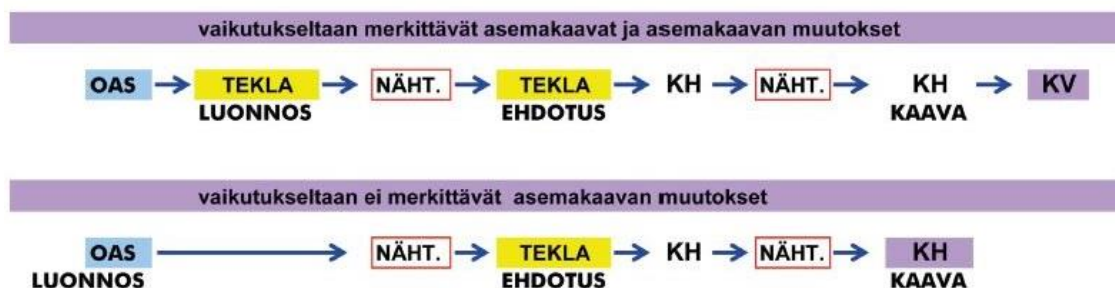 vaikutukseltaan merkittävät asemakaavat ja asemakaavan muutokset
OAS TEKLA NÄHT. TEKLA KH NÄHT. KH KV
LUONNOS EHDOTUS KAAVA
vaikutukseltaan ei merkittävät asemakaavan muutokset
OAS NÄHT. TEKLA KH NÄHT. KH
LUONNOS EHDOTUS KAAVA